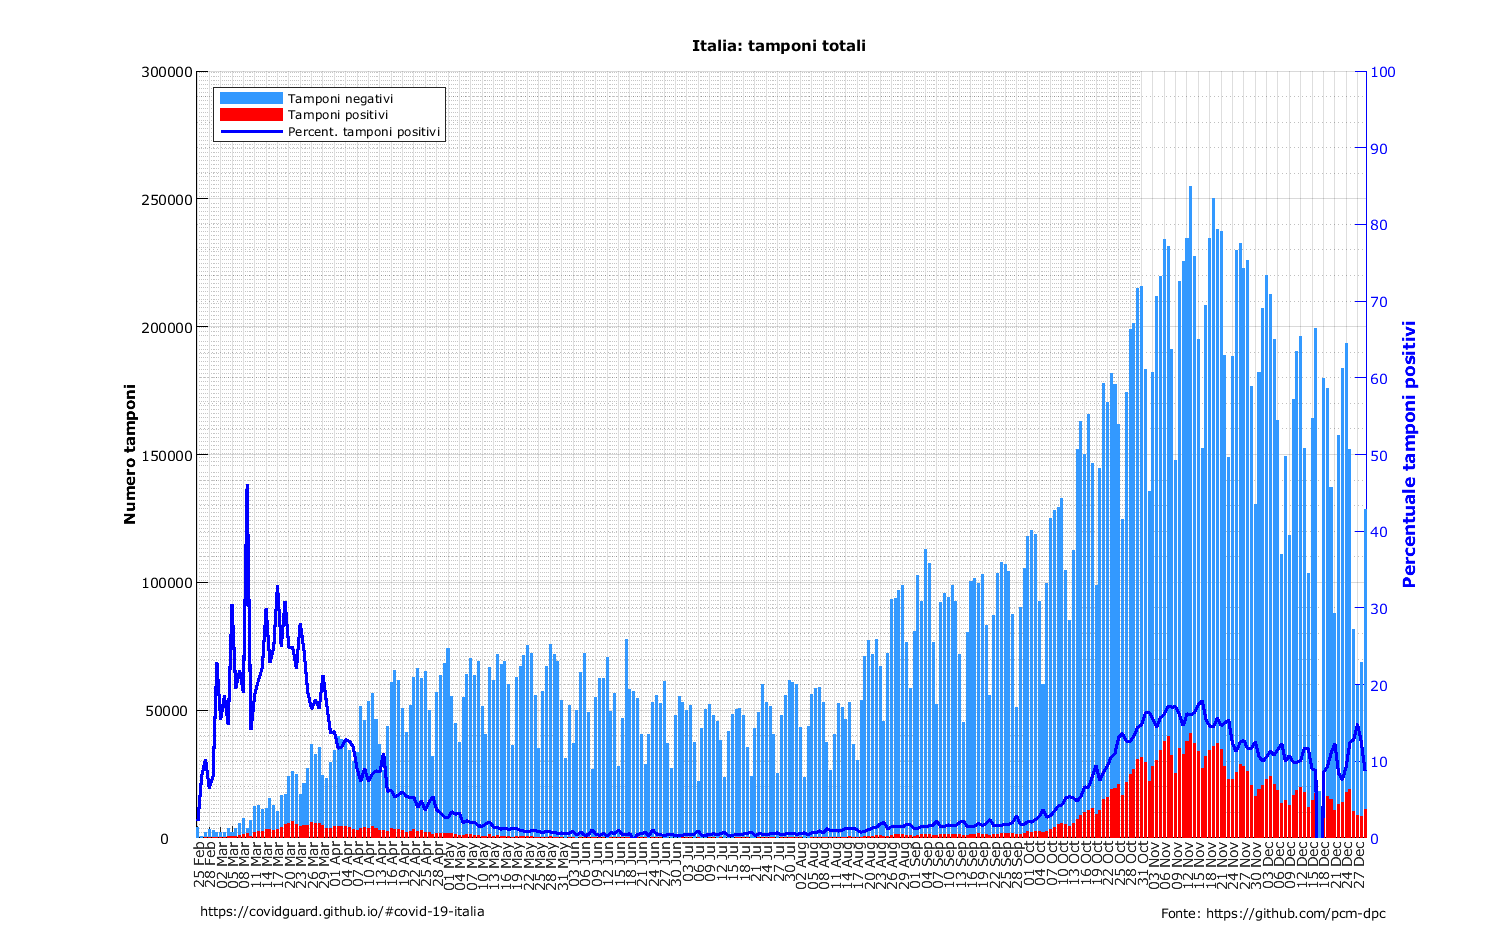 Italia: tamponi totali
Tamponi negativi
Tamponi positivi
Percent. tamponi positivi
Numero tamponi
300000
250000
200000
150000
100000
50000
0
Percentuale tamponi positivi
100
90
80
70
60
50
40
30
20
10
0
25 Feb
28 Feb
02 Mar
05 Mar
08 Mar
11 Mar
14 Mar
17 Mar
20 Mar
23 Mar
26 Mar
29 Mar
01 Apr
04 Apr
07 Apr
10 Apr
13 Apr
16 Apr
19 Apr
22 Apr
25 Apr
28 Apr
01 May
04 May
07 May
10 May
13 May
16 May
19 May
22 May
25 May
28 May
31 May
03 Jun
06 Jun
09 Jun
12 Jun
15 Jun
18 Jun
21 Jun
24 Jun
27 Jun
30 Jun
03 Jul
06 Jul
09 Jul
12 Jul
15 Jul
18 Jul
21 Jul
24 Jul
27 Jul
30 Jul
02 Aug
05 Aug
08 Aug
11 Aug
14 Aug
17 Aug
20 Aug
23 Aug
26 Aug
29 Aug
01 Sep
04 Sep
07 Sep
10 Sep
13 Sep
16 Sep
19 Sep
22 Sep
25 Sep
28 Sep
01 Oct
04 Oct
07 Oct
10 Oct
13 Oct
16 Oct
19 Oct
22 Oct
25 Oct
28 Oct
31 Oct
03 Nov
06 Nov
09 Nov
12 Nov
15 Nov
18 Nov
21 Nov
24 Nov
27 Nov
30 Nov
03 Dec
06 Dec
09 Dec
12 Dec
15 Dec
18 Dec
21 Dec
24 Dec
27 Dec
https://covidguard.github.io/#covid-19-italia
Fonte: https://github.com/pcm-dpc